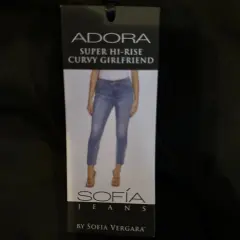 ADORA
SUPER HI-RISE
CURVY GIRLFRIEND
SOFÍA
JEANS
BY SOFIA VERGARA®